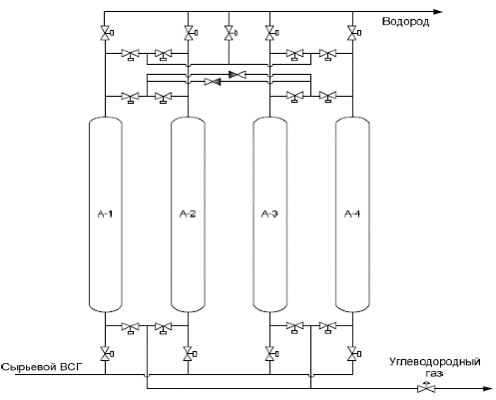 Водород
А-1
А-2
А-3
А-4
Сырьевой ВСГ
Углеводородный
газ